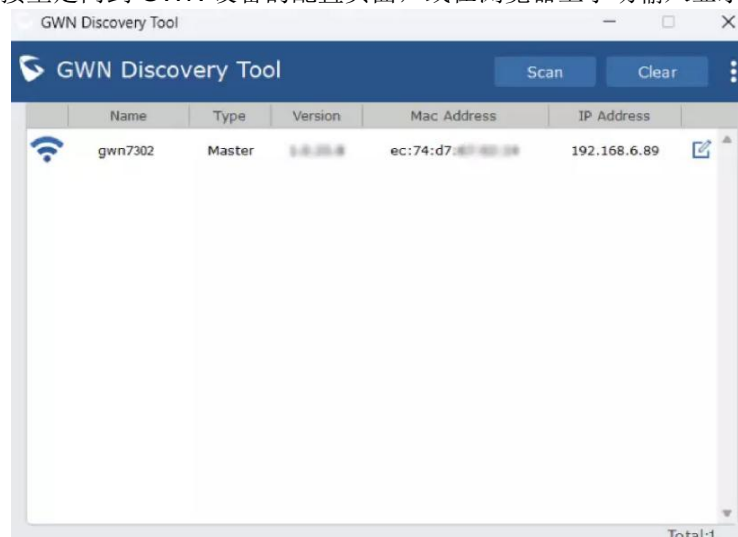 GWN Discovery Tool
GWN Discovery Tool
Scan
Clear
Name Type Version Mac Address IP Address
gwn7302 Master ec:74:d7: 192.168.6.89
Total:1